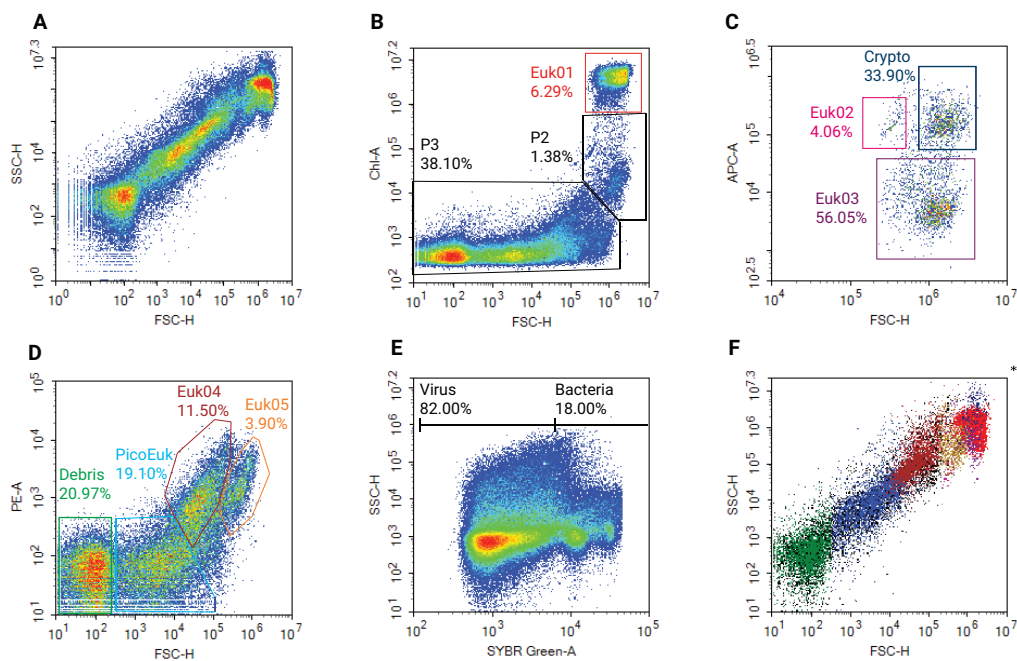 A
SSC-H
10^7.3
10^4
10^2
10^0
10^0
10^1
10^2
10^3
10^4
10^5
10^6
10^7
FSC-H
B
Chl-A
10^7.2
10^6
10^5
10^4
10^3
10^2
Euk01
6.29%
P3
38.10%
P2
1.38%
10^1
10^2
10^3
10^4
10^5
10^6
10^7
FSC-H
C
APC-A
10^6.5
10^5
10^4
10^2.5
Crypto
33.90%
Euk02
4.06%
Euk03
56.05%
10^4
10^5
10^6
10^7
FSC-H
D
PE-A
10^5
10^4
10^3
10^2
10^1
Euk04
11.50%
Euk05
3.90%
PicoEuk
19.10%
Debris
20.97%
10^1
10^2
10^3
10^4
10^5
10^6
10^7
FSC-H
E
SSC-H
10^7.2
10^6
10^5
10^4
10^3
10^2
10^1
Virus
82.00%
Bacteria
18.00%
10^2
10^3
10^4
10^5
SYBR Green-A
F
*
SSC-H
10^7.3
10^6
10^5
10^4
10^3
10^2
10^1
10^1
10^2
10^3
10^4
10^5
10^6
10^7
FSC-H